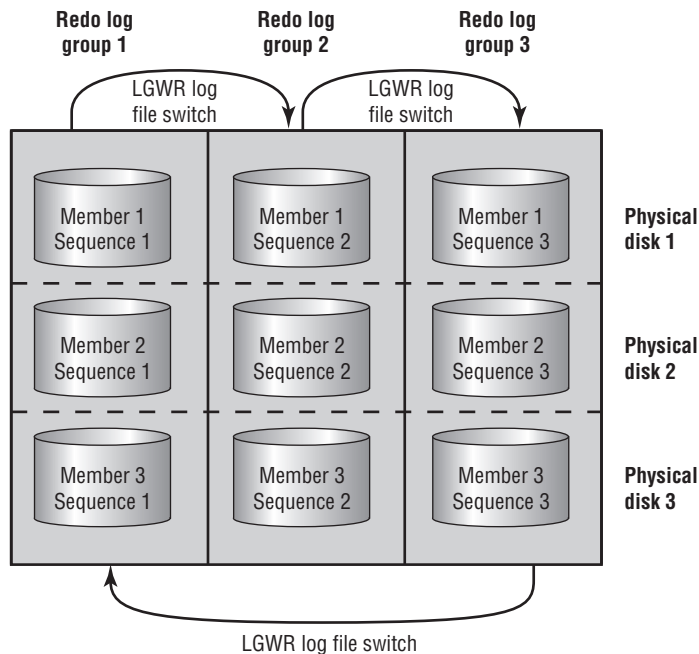 Redo log
group 1
Redo log
group 2
Redo log
group 3
LGWR log
file switch
LGWR log
file switch
Member 1
Sequence 1
Member 1
Sequence 2
Member 1
Sequence 3
Physical
disk 1
Member 2
Sequence 1
Member 2
Sequence 2
Member 2
Sequence 3
Physical
disk 2
Member 3
Sequence 1
Member 3
Sequence 2
Member 3
Sequence 3
Physical
disk 3
LGWR log file switch